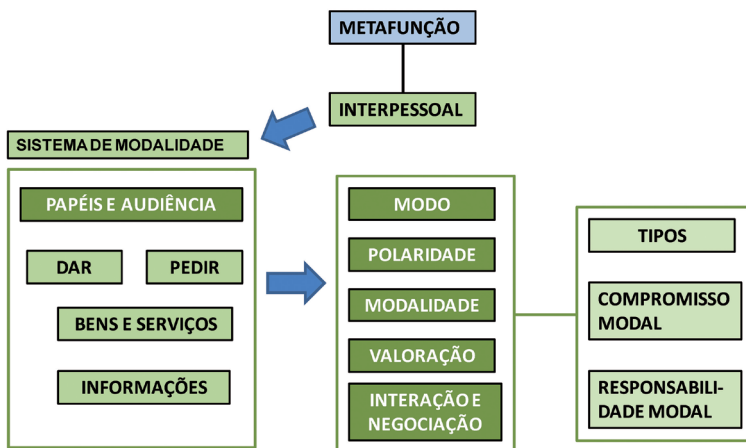 METAFUNÇÃO
INTERPESSOAL
SISTEMA DE MODALIDADE
PAPÉIS E AUDIÊNCIA
DAR
PEDIR
BENS E SERVIÇOS
INFORMAÇÕES
MODO
POLARIDADE
MODALIDADE
VALORAÇÃO
INTERAÇÃO E
NEGOCIAÇÃO
TIPOS
COMPROMISSO
MODAL
RESPONSABILI-
DADE MODAL